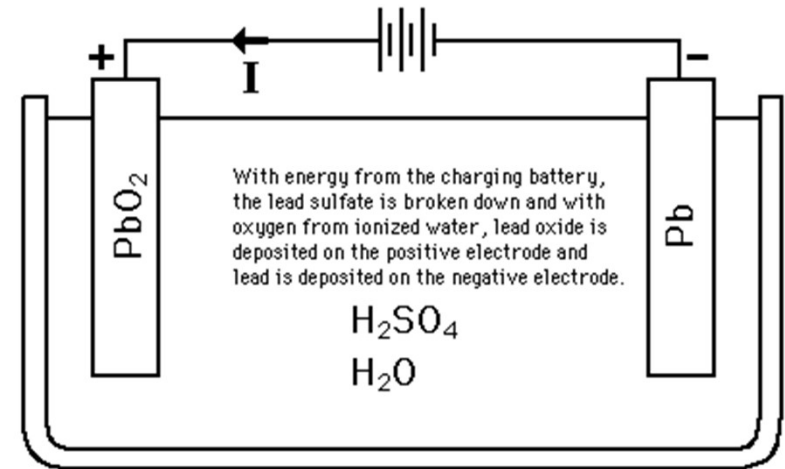 +
I
−
PbO₂
With energy from the charging battery,
the lead sulfate is broken down and with
oxygen from ionized water, lead oxide is
deposited on the positive electrode and
lead is deposited on the negative electrode.
H₂SO₄
H₂O
Pb